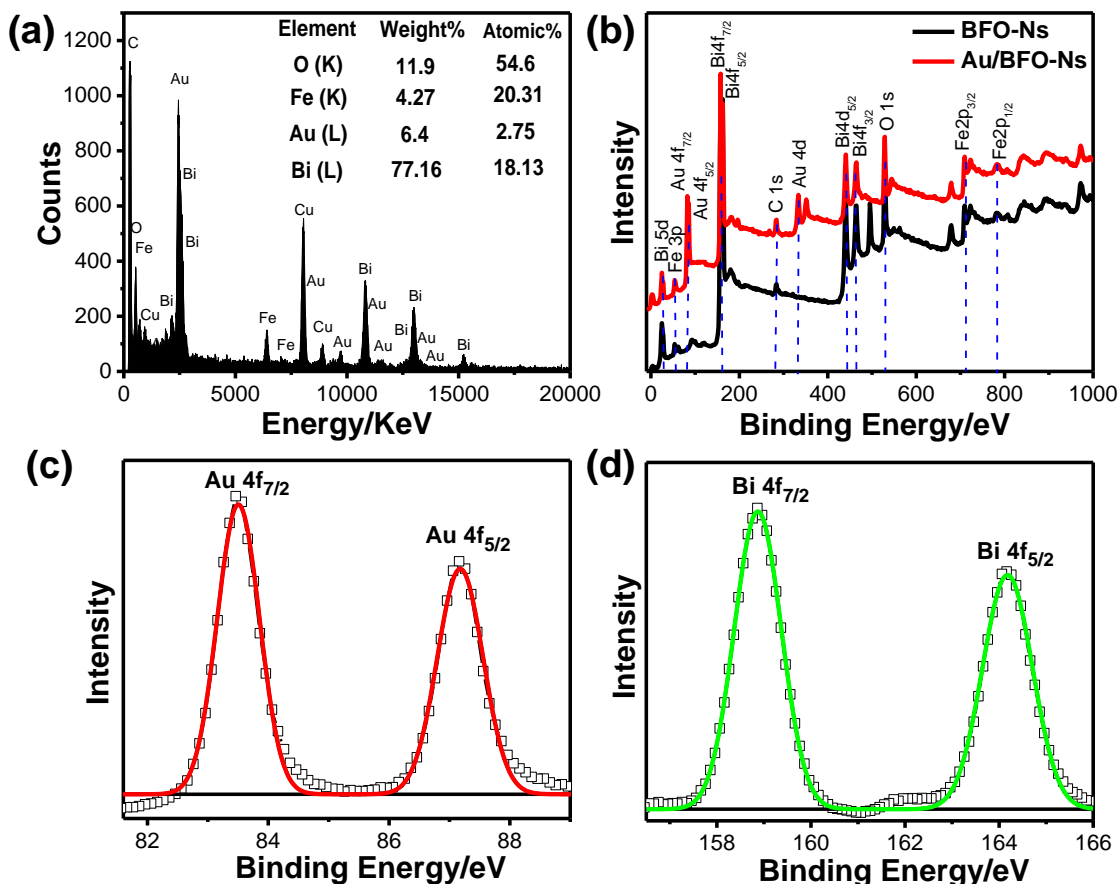 (a)
Element Weight% Atomic%
O (K) 11.9 54.6
Fe (K) 4.27 20.31
Au (L) 6.4 2.75
Bi (L) 77.16 18.13
C
Au
Bi
O
Fe
Bi
Cu
Bi
Cu
Au
Fe
Fe
Cu
Au
Bi
Au
Au
Bi
Bi
Au
Au
Bi
1200
1000
800
600
400
200
0
Counts
0 5000 10000 15000 20000
Energy/KeV
(b)
BFO-Ns
Au/BFO-Ns
Bi 5d
Fe 3p
Au 4f7/2
Au 4f5/2
Bi4f7/2
Bi4f5/2
C 1s
Au 4d
Bi4d5/2
Bi4f3/2
O 1s
Fe2p3/2
Fe2p1/2
Intensity
0 200 400 600 800 1000
Binding Energy/eV
(c)
Au 4f7/2
Au 4f5/2
Intensity
82 84 86 88
Binding Energy/eV
(d)
Bi 4f7/2
Bi 4f5/2
Intensity
158 160 162 164 166
Binding Energy/eV